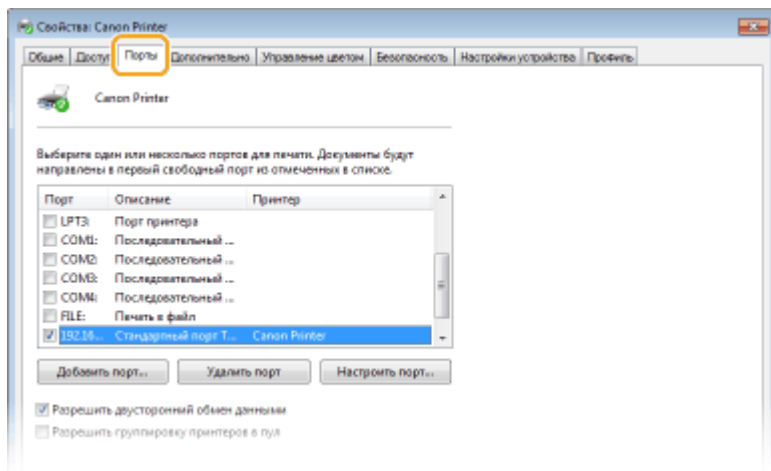 Свойства: Canon Printer
Общие Доступ Порты Дополнительно Управление цветом Безопасность Настройки устройства Профиль
Canon Printer
Выберите один или несколько портов для печати. Документы будут
направлены в первый свободный порт из отмеченных в списке.
Порт Описание Принтер
LPT3: Порт принтера
COM1: Последовательный ...
COM2: Последовательный ...
COM3: Последовательный ...
COM4: Последовательный ...
FILE: Печать в файл
192.16... Стандартный порт T... Canon Printer
Добавить порт... Удалить порт Настроить порт...
Разрешить двусторонний обмен данными
Разрешить группировку принтеров в пул